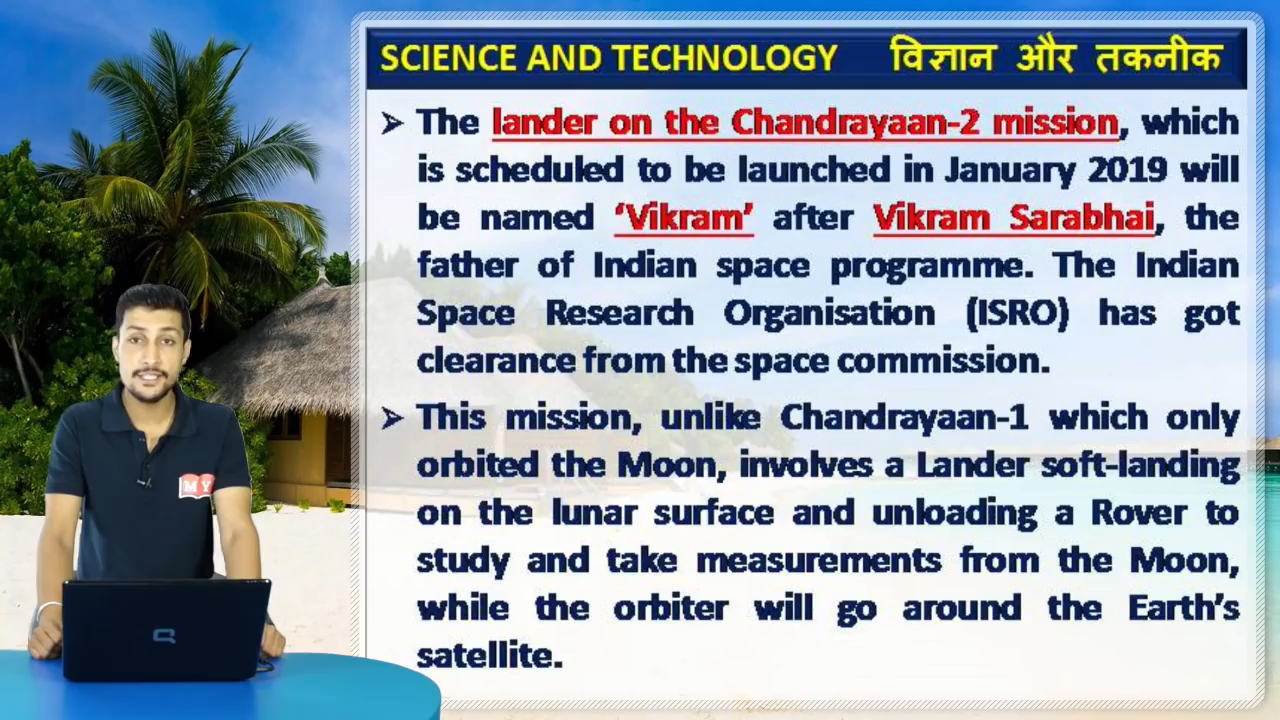 SCIENCE AND TECHNOLOGY विज्ञान और तकनीक
➢ The lander on the Chandrayaan-2 mission, which
is scheduled to be launched in January 2019 will
be named ‘Vikram’ after Vikram Sarabhai, the
father of Indian space programme. The Indian
Space Research Organisation (ISRO) has got
clearance from the space commission.
➢ This mission, unlike Chandrayaan-1 which only
orbited the Moon, involves a Lander soft-landing
on the lunar surface and unloading a Rover to
study and take measurements from the Moon,
while the orbiter will go around the Earth’s
satellite.
MY